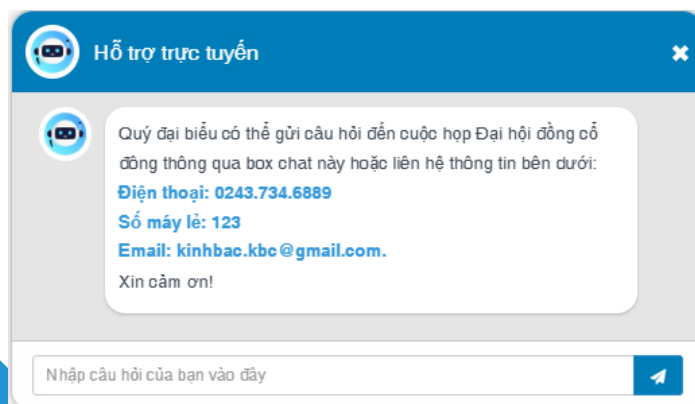 Hỗ trợ trực tuyến
Quý đại biểu có thể gửi câu hỏi đến cuộc họp Đại hội đồng cổ
đông thông qua box chat này hoặc liên hệ thông tin bên dưới:
Điện thoại: 0243.734.6889
Số máy lẻ: 123
Email: kinhbac.kbc@gmail.com.
Xin cảm ơn!
Nhập câu hỏi của bạn vào đây